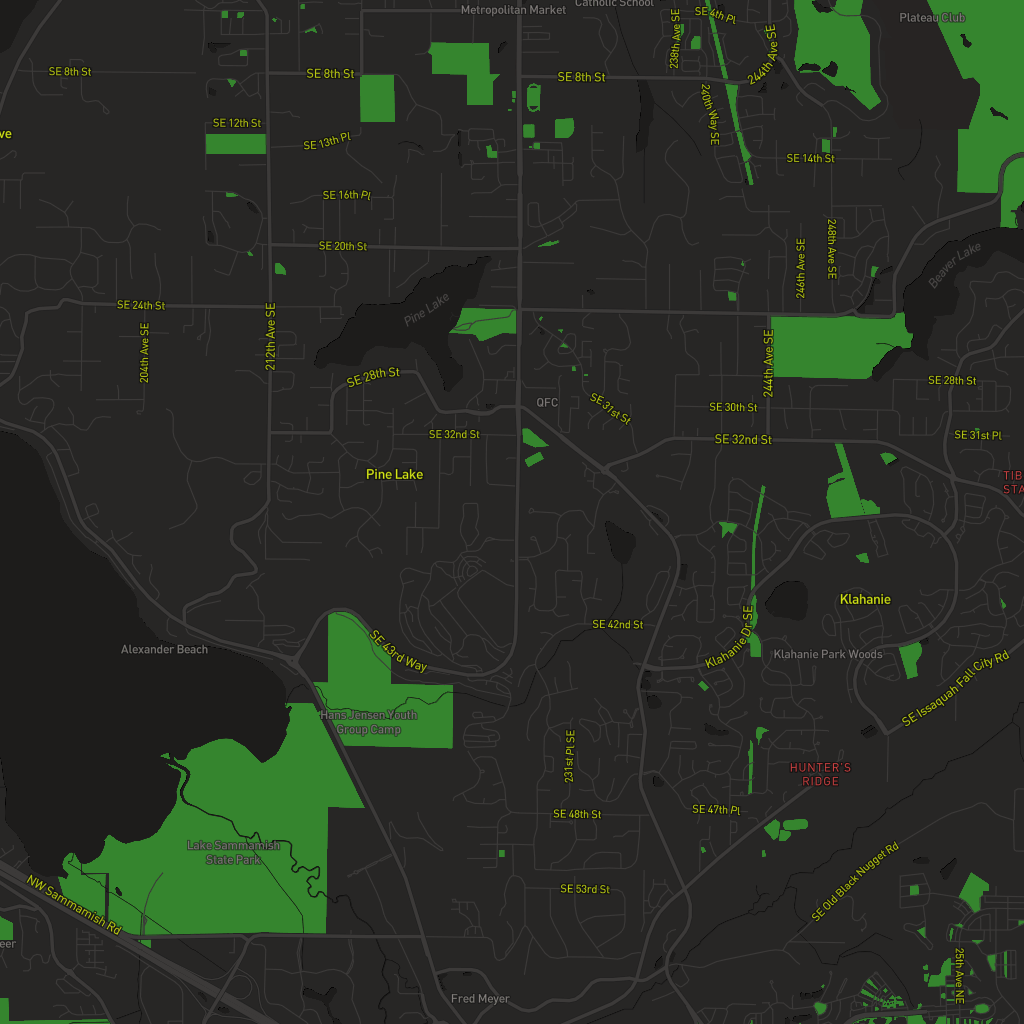 Catholic School
Metropolitan Market
SE 4th Pl
Plateau Club
238th Ave SE
244th Ave SE
SE 8th St
SE 8th St
SE 8th St
240th Way SE
SE 12th St
ve
SE 13th Pl
SE 14th St
SE 16th Pl
248th Ave SE
246th Ave SE
SE 20th St
Beaver Lake
SE 24th St
Pine Lake
212th Ave SE
204th Ave SE
244th Ave SE
SE 28th St
SE 28th St
QFC
SE 31st St
SE 30th St
SE 32nd St
SE 32nd St
SE 31st Pl
Pine Lake
TIB
STA
Klahanie
SE 42nd St
Klahanie Dr SE
SE 43rd Way
Alexander Beach
Klahanie Park Woods
SE Issaquah Fall City Rd
Hans Jensen Youth
Group Camp
231st Pl SE
HUNTER'S
RIDGE
SE 47th Pl
SE 48th St
Lake Sammamish
State Park
SE Old Black Nugget Rd
SE 53rd St
NW Sammamish Rd
eer
25th Ave NE
Fred Meyer